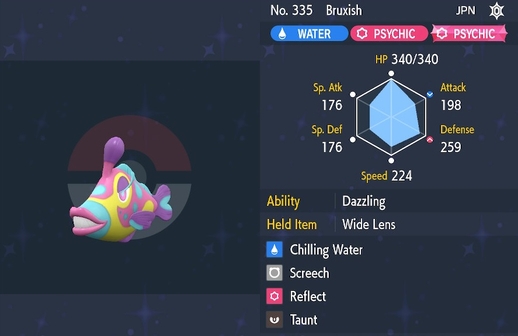 No. 335 Bruxish JPN
WATER PSYCHIC PSYCHIC
HP 340/340
Sp. Atk Attack
176 198
Sp. Def Defense
176 259
Speed 224
Ability Dazzling
Held Item Wide Lens
Chilling Water
Screech
Reflect
Taunt